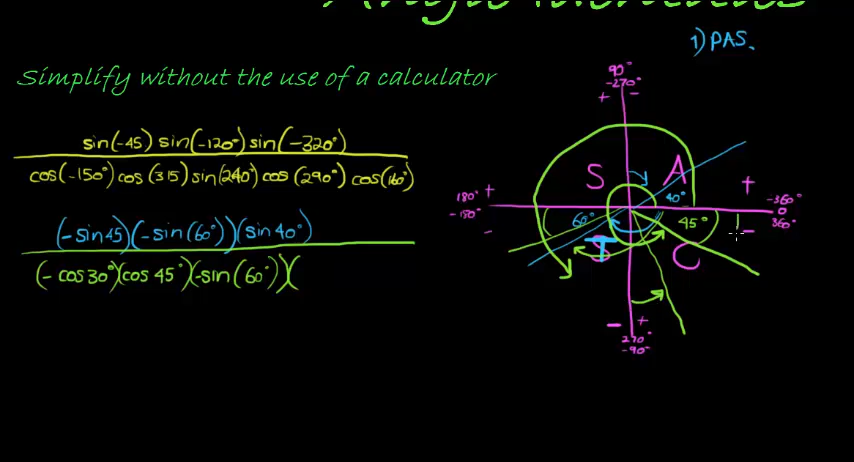 1) PAS.
Simplify without the use of a calculator
sin(-45) sin(-120°) sin(-320°)
cos(-150°) cos(315) sin(240°) cos(290°) cos(160°)
(-sin45)(-sin(60°))(sin40°)
(-cos30°)(cos 45°)(-sin(60°)(
90°
-270°
+ -
S A
180° +
-180° -
60° 40° 45°
+ -360°
0
- 360°
T C
- +
270°
-90°